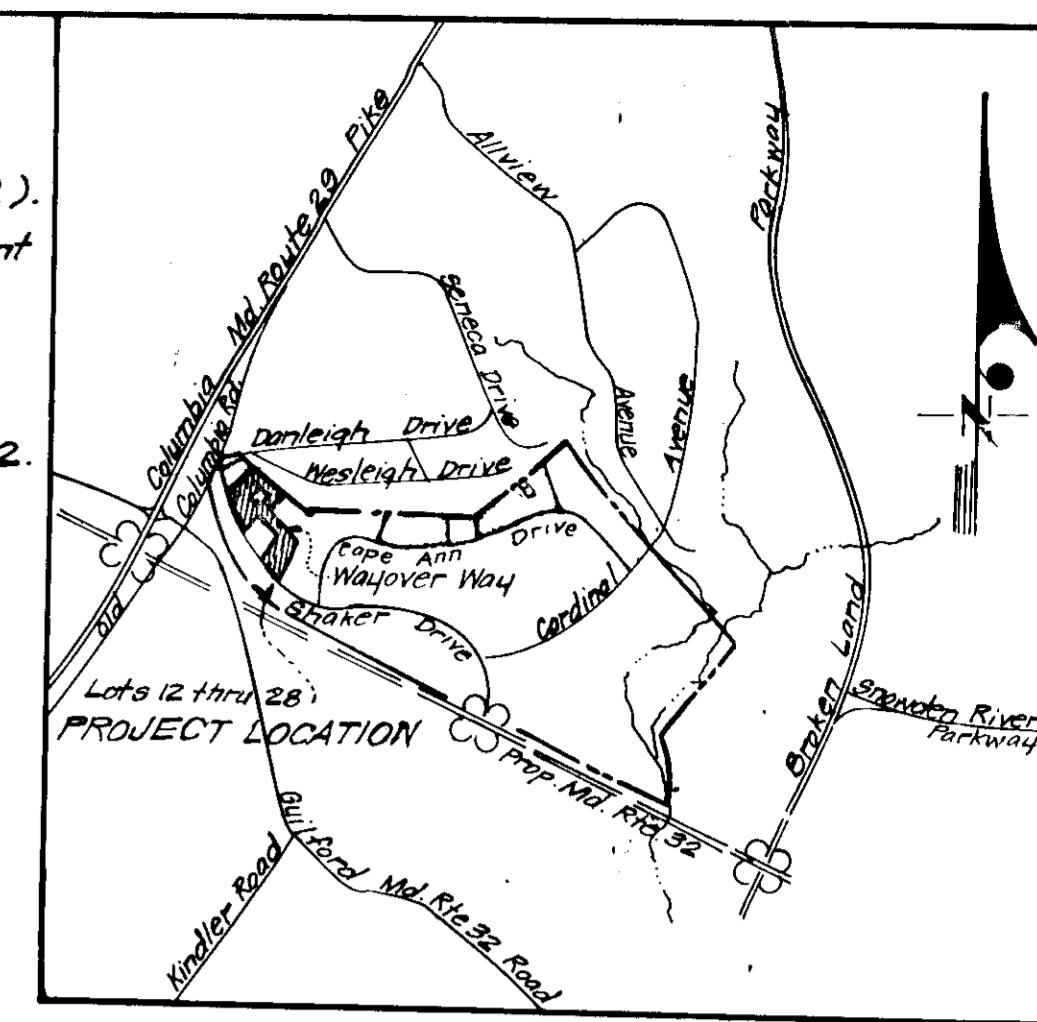 ).
nt
2.
Columbia Md. Route 29 Pike
Allview
Avenue
Parkway
Broken Land
Seneca Drive
Avenue
Cardinal
Danleigh Drive
Wesleigh Drive
Old Columbia Rd.
Cape Ann Drive
Wayover Way
Shaker Drive
N
Lots 12 thru 28
PROJECT LOCATION
Prop. Md. Rte. 32
Snowden River
Parkway
Guilford Md. Rte 32 Road
Kindler Road